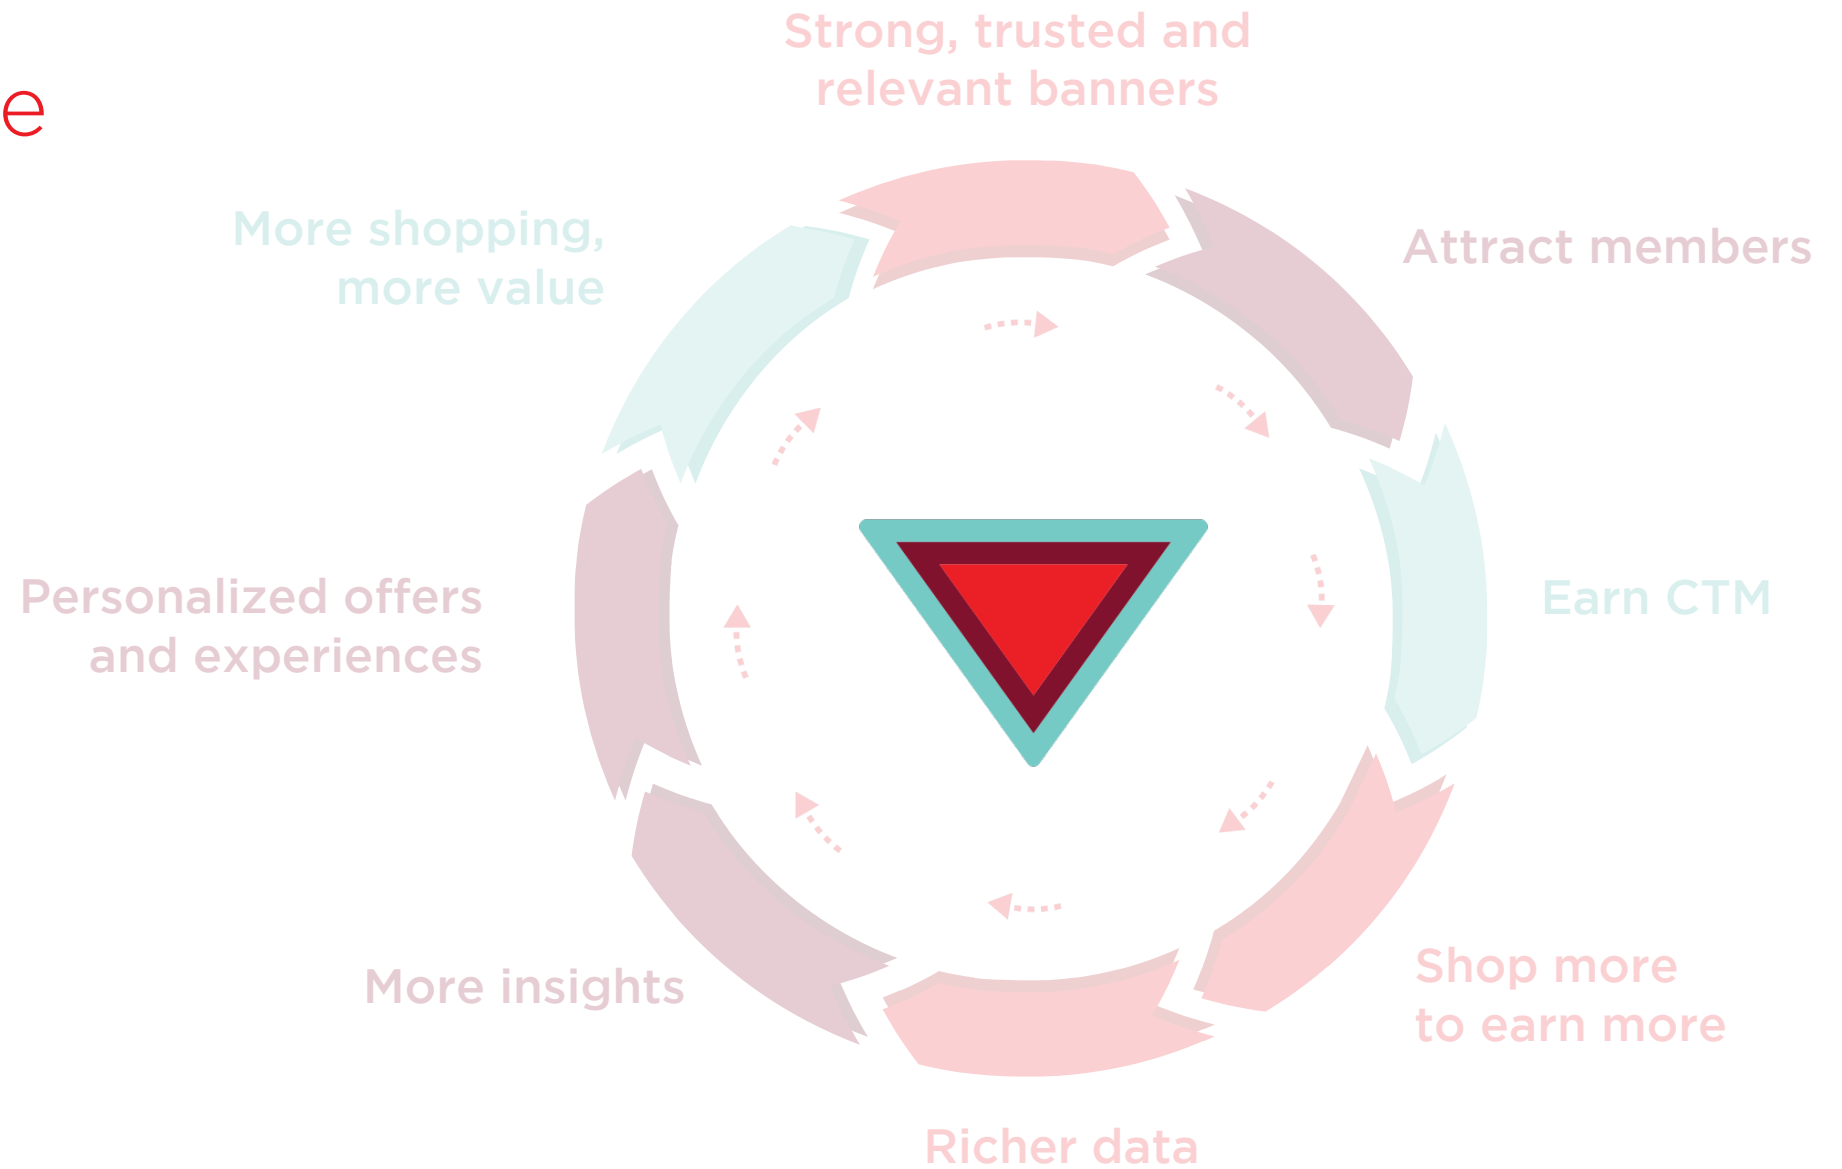 Strong, trusted and
relevant banners
e
More shopping,
more value
Attract members
Personalized offers
and experiences
Earn CTM
More insights
Shop more
to earn more
Richer data